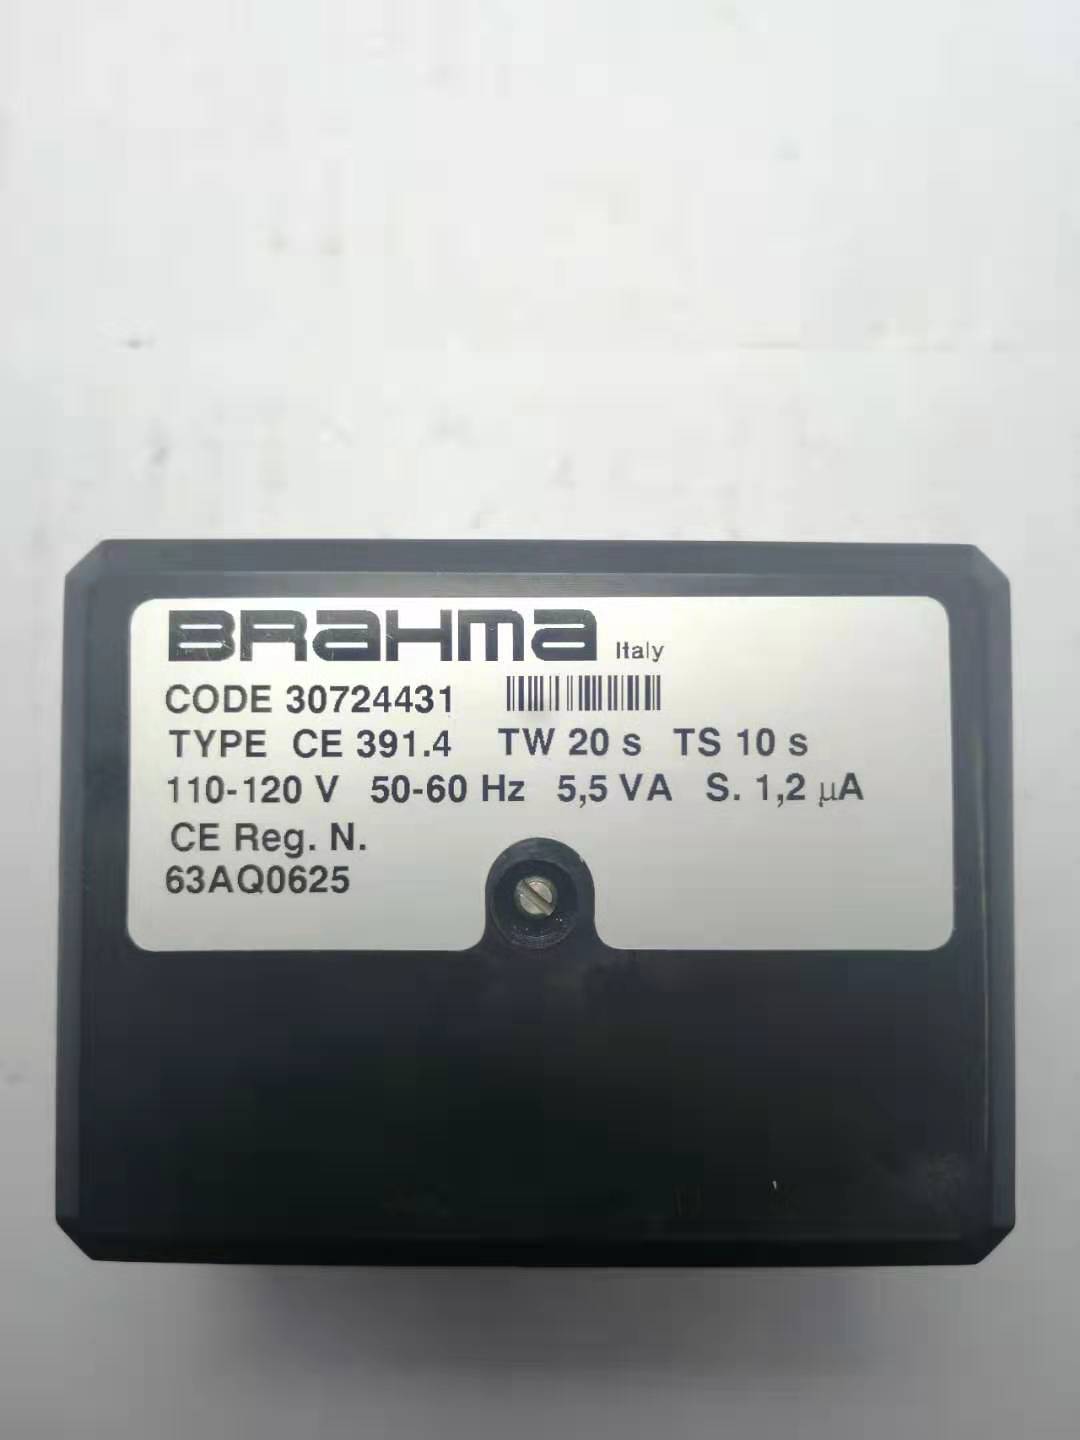 BRAHMA Italy
CODE 30724431
TYPE CE 391.4 TW 20 s TS 10 s
110-120 V 50-60 Hz 5,5 VA S. 1,2 µA
CE Reg. N.
63AQ0625